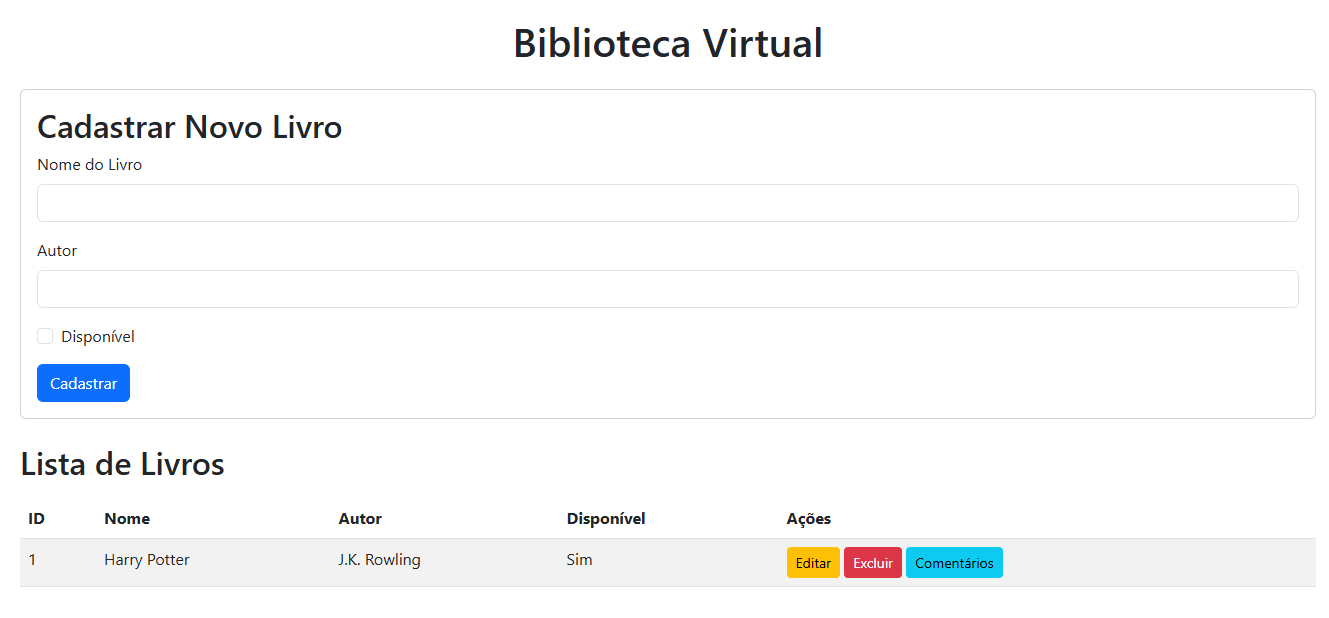 Biblioteca Virtual
Cadastrar Novo Livro
Nome do Livro
Autor
Disponível
Cadastrar
Lista de Livros
ID Nome Autor Disponível Ações
1 Harry Potter J.K. Rowling Sim Editar Excluir Comentários